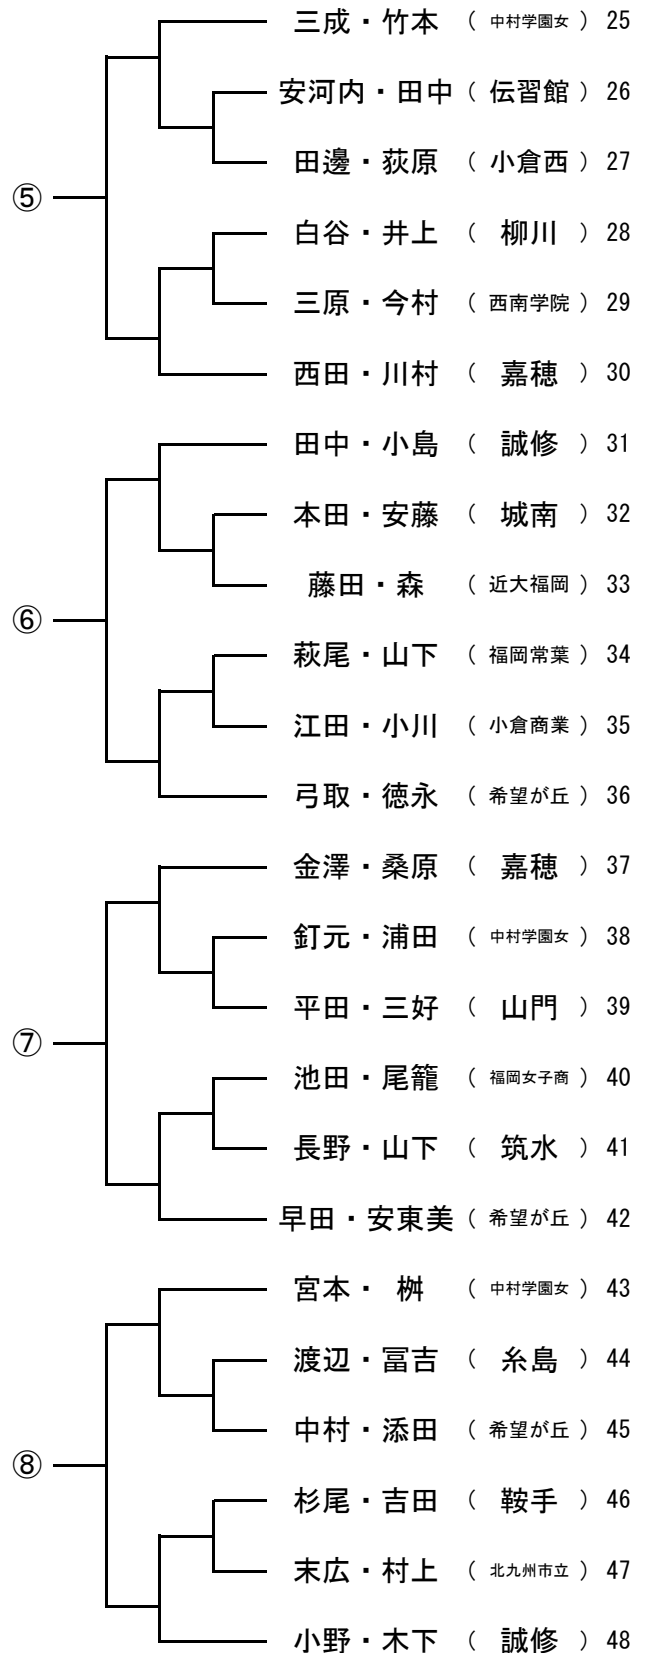 三成・竹本 （ 中村学園女 ） 25
安河内・田中 （ 伝習館 ） 26
田邊・荻原 （ 小倉西 ） 27
⑤
白谷・井上 （ 柳川 ） 28
三原・今村 （ 西南学院 ） 29
西田・川村 （ 嘉穂 ） 30
田中・小島 （ 誠修 ） 31
本田・安藤 （ 城南 ） 32
藤田・森 （ 近大福岡 ） 33
⑥
萩尾・山下 （ 福岡常葉 ） 34
江田・小川 （ 小倉商業 ） 35
弓取・徳永 （ 希望が丘 ） 36
金澤・桑原 （ 嘉穂 ） 37
釘元・浦田 （ 中村学園女 ） 38
平田・三好 （ 山門 ） 39
⑦
池田・尾籠 （ 福岡女子商 ） 40
長野・山下 （ 筑水 ） 41
早田・安東美 （ 希望が丘 ） 42
宮本・ 桝 （ 中村学園女 ） 43
渡辺・冨吉 （ 糸島 ） 44
中村・添田 （ 希望が丘 ） 45
⑧
杉尾・吉田 （ 鞍手 ） 46
末広・村上 （ 北九州市立 ） 47
小野・木下 （ 誠修 ） 48